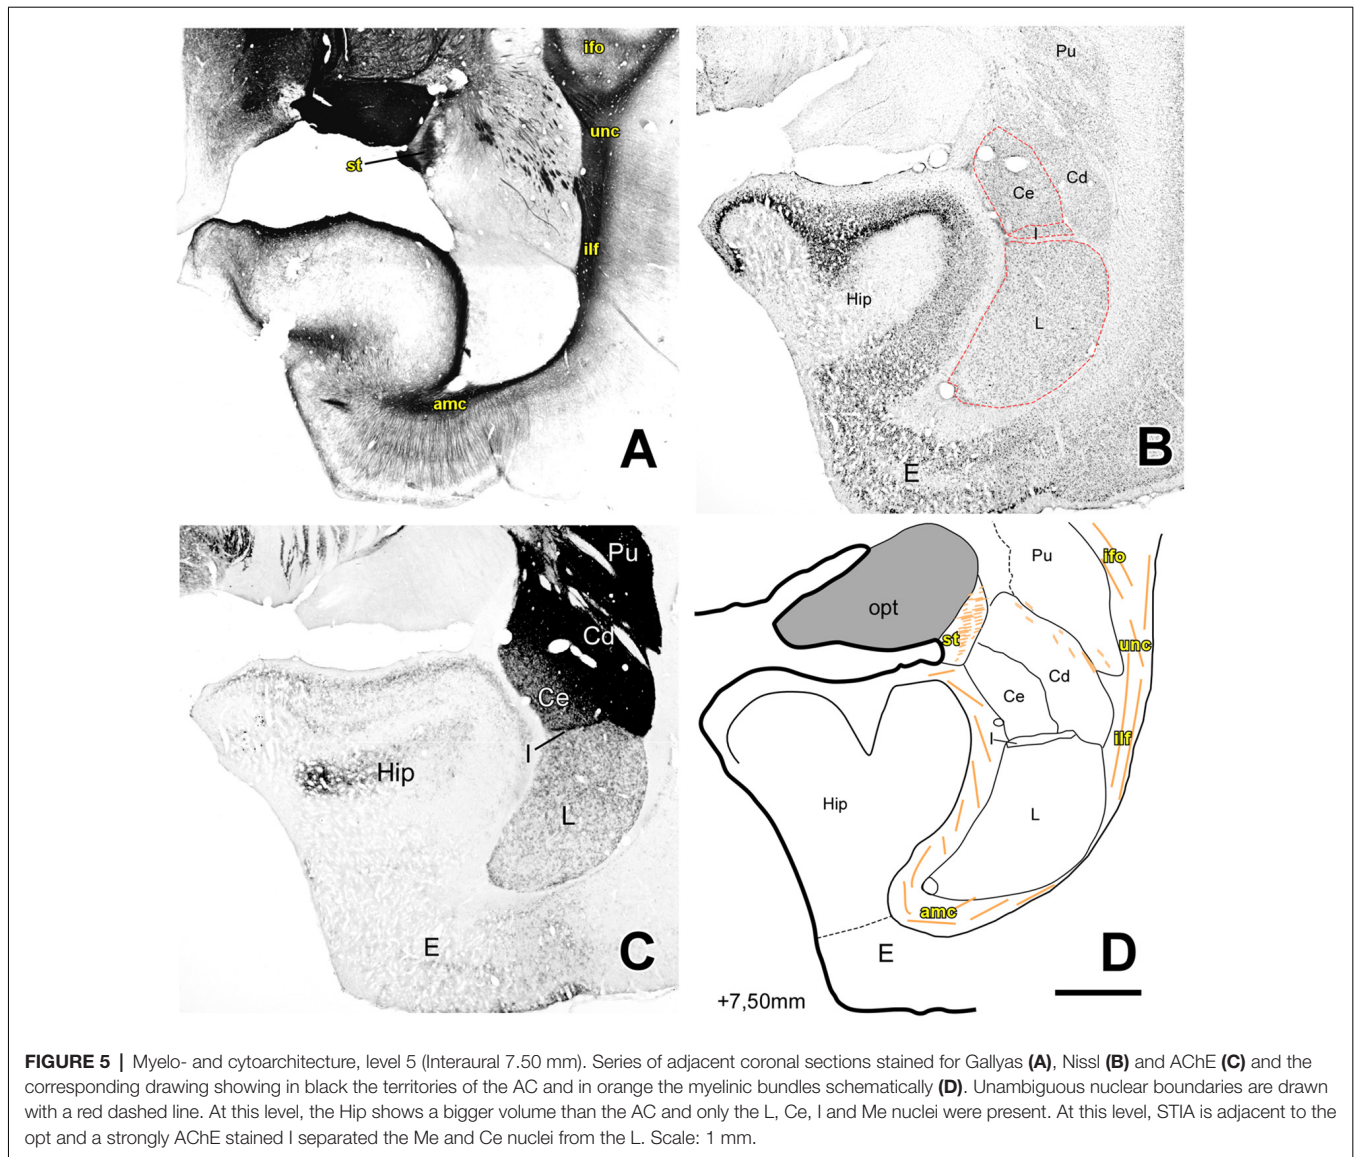 ifo
unc
st
ilf
amc
A
Pu
Ce
Cd
I
Hip
L
E
B
Pu
Cd
Ce
I
Hip
L
E
C
Pu
ifo
opt
st
unc
Cd
Ce
I
ilf
Hip
L
amc
E
D
+7,50mm
FIGURE 5 | Myelo- and cytoarchitecture, level 5 (Interaural 7.50 mm). Series of adjacent coronal sections stained for Gallyas (A), Nissl (B) and AChE (C) and the
corresponding drawing showing in black the territories of the AC and in orange the myelinic bundles schematically (D). Unambiguous nuclear boundaries are drawn
with a red dashed line. At this level, the Hip shows a bigger volume than the AC and only the L, Ce, I and Me nuclei were present. At this level, STIA is adjacent to the
opt and a strongly AChE stained I separated the Me and Ce nuclei from the L. Scale: 1 mm.